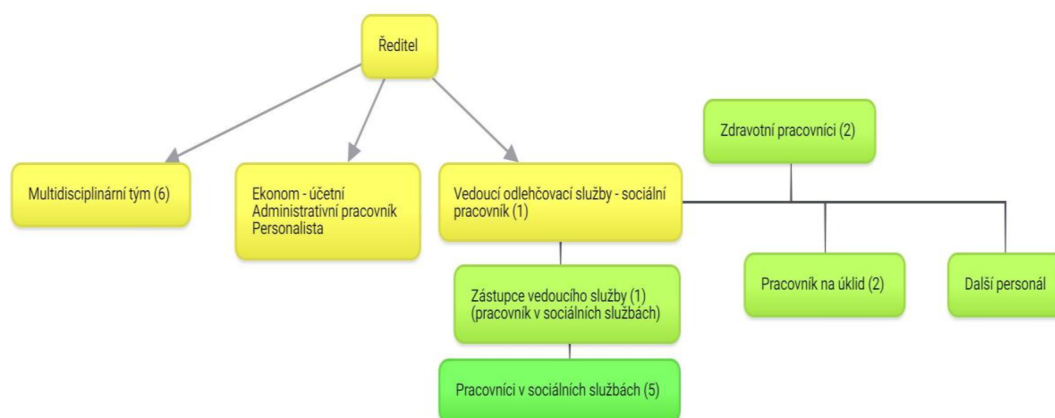 Ředitel
Zdravotní pracovníci (2)
Multidisciplinární tým (6)
Ekonom - účetní
Administrativní pracovník
Personalista
Vedoucí odlehčovací služby - sociální
pracovník (1)
Zástupce vedoucího služby (1)
(pracovník v sociálních službách)
Pracovník na úklid (2)
Další personál
Pracovníci v sociálních službách (5)